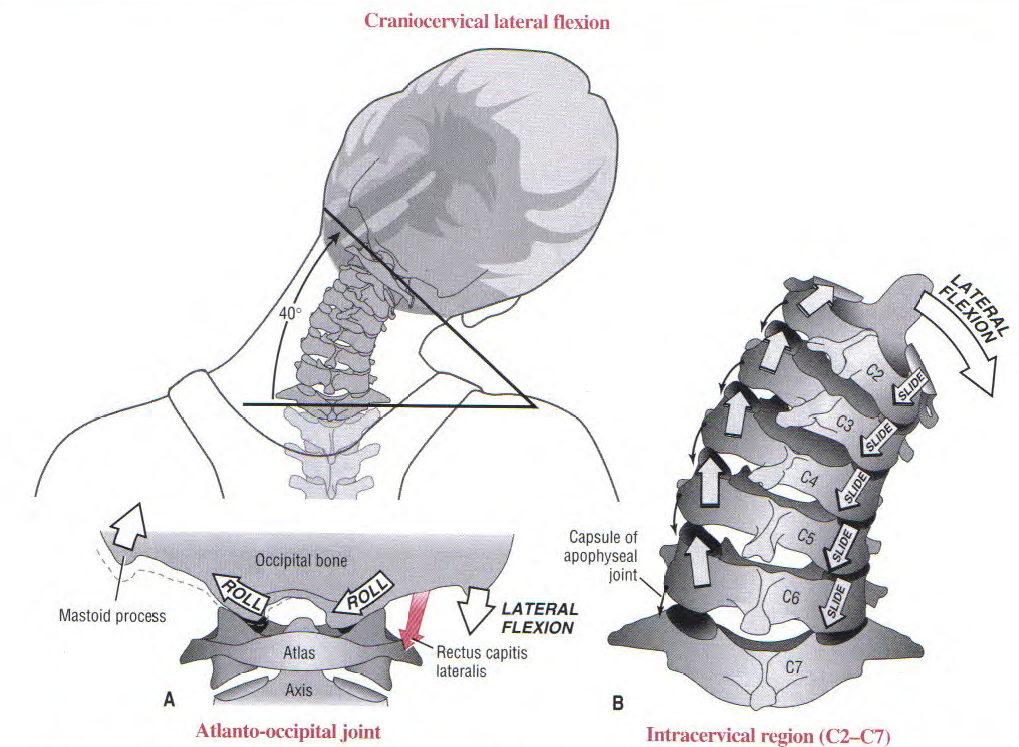 Craniocervical lateral flexion
40°
LATERAL
FLEXION
C2
SLIDE
C3
SLIDE
C4
SLIDE
C5
SLIDE
C6
SLIDE
C7
Capsule of
apophyseal
joint
B
Intracervical region (C2–C7)
Occipital bone
ROLL
ROLL
Mastoid process
LATERAL
FLEXION
Atlas
Rectus capitis
lateralis
Axis
A
Atlanto-occipital joint